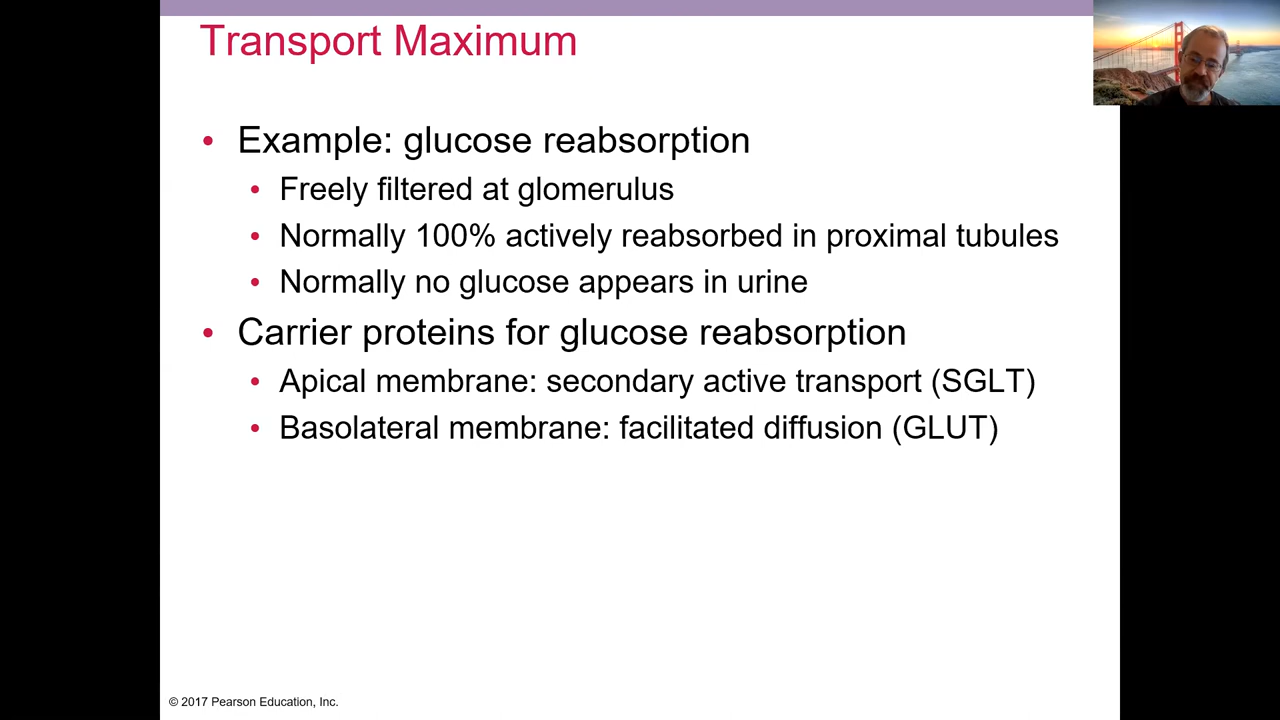 Transport Maximum
• Example: glucose reabsorption
• Freely filtered at glomerulus
• Normally 100% actively reabsorbed in proximal tubules
• Normally no glucose appears in urine
• Carrier proteins for glucose reabsorption
• Apical membrane: secondary active transport (SGLT)
• Basolateral membrane: facilitated diffusion (GLUT)
© 2017 Pearson Education, Inc.